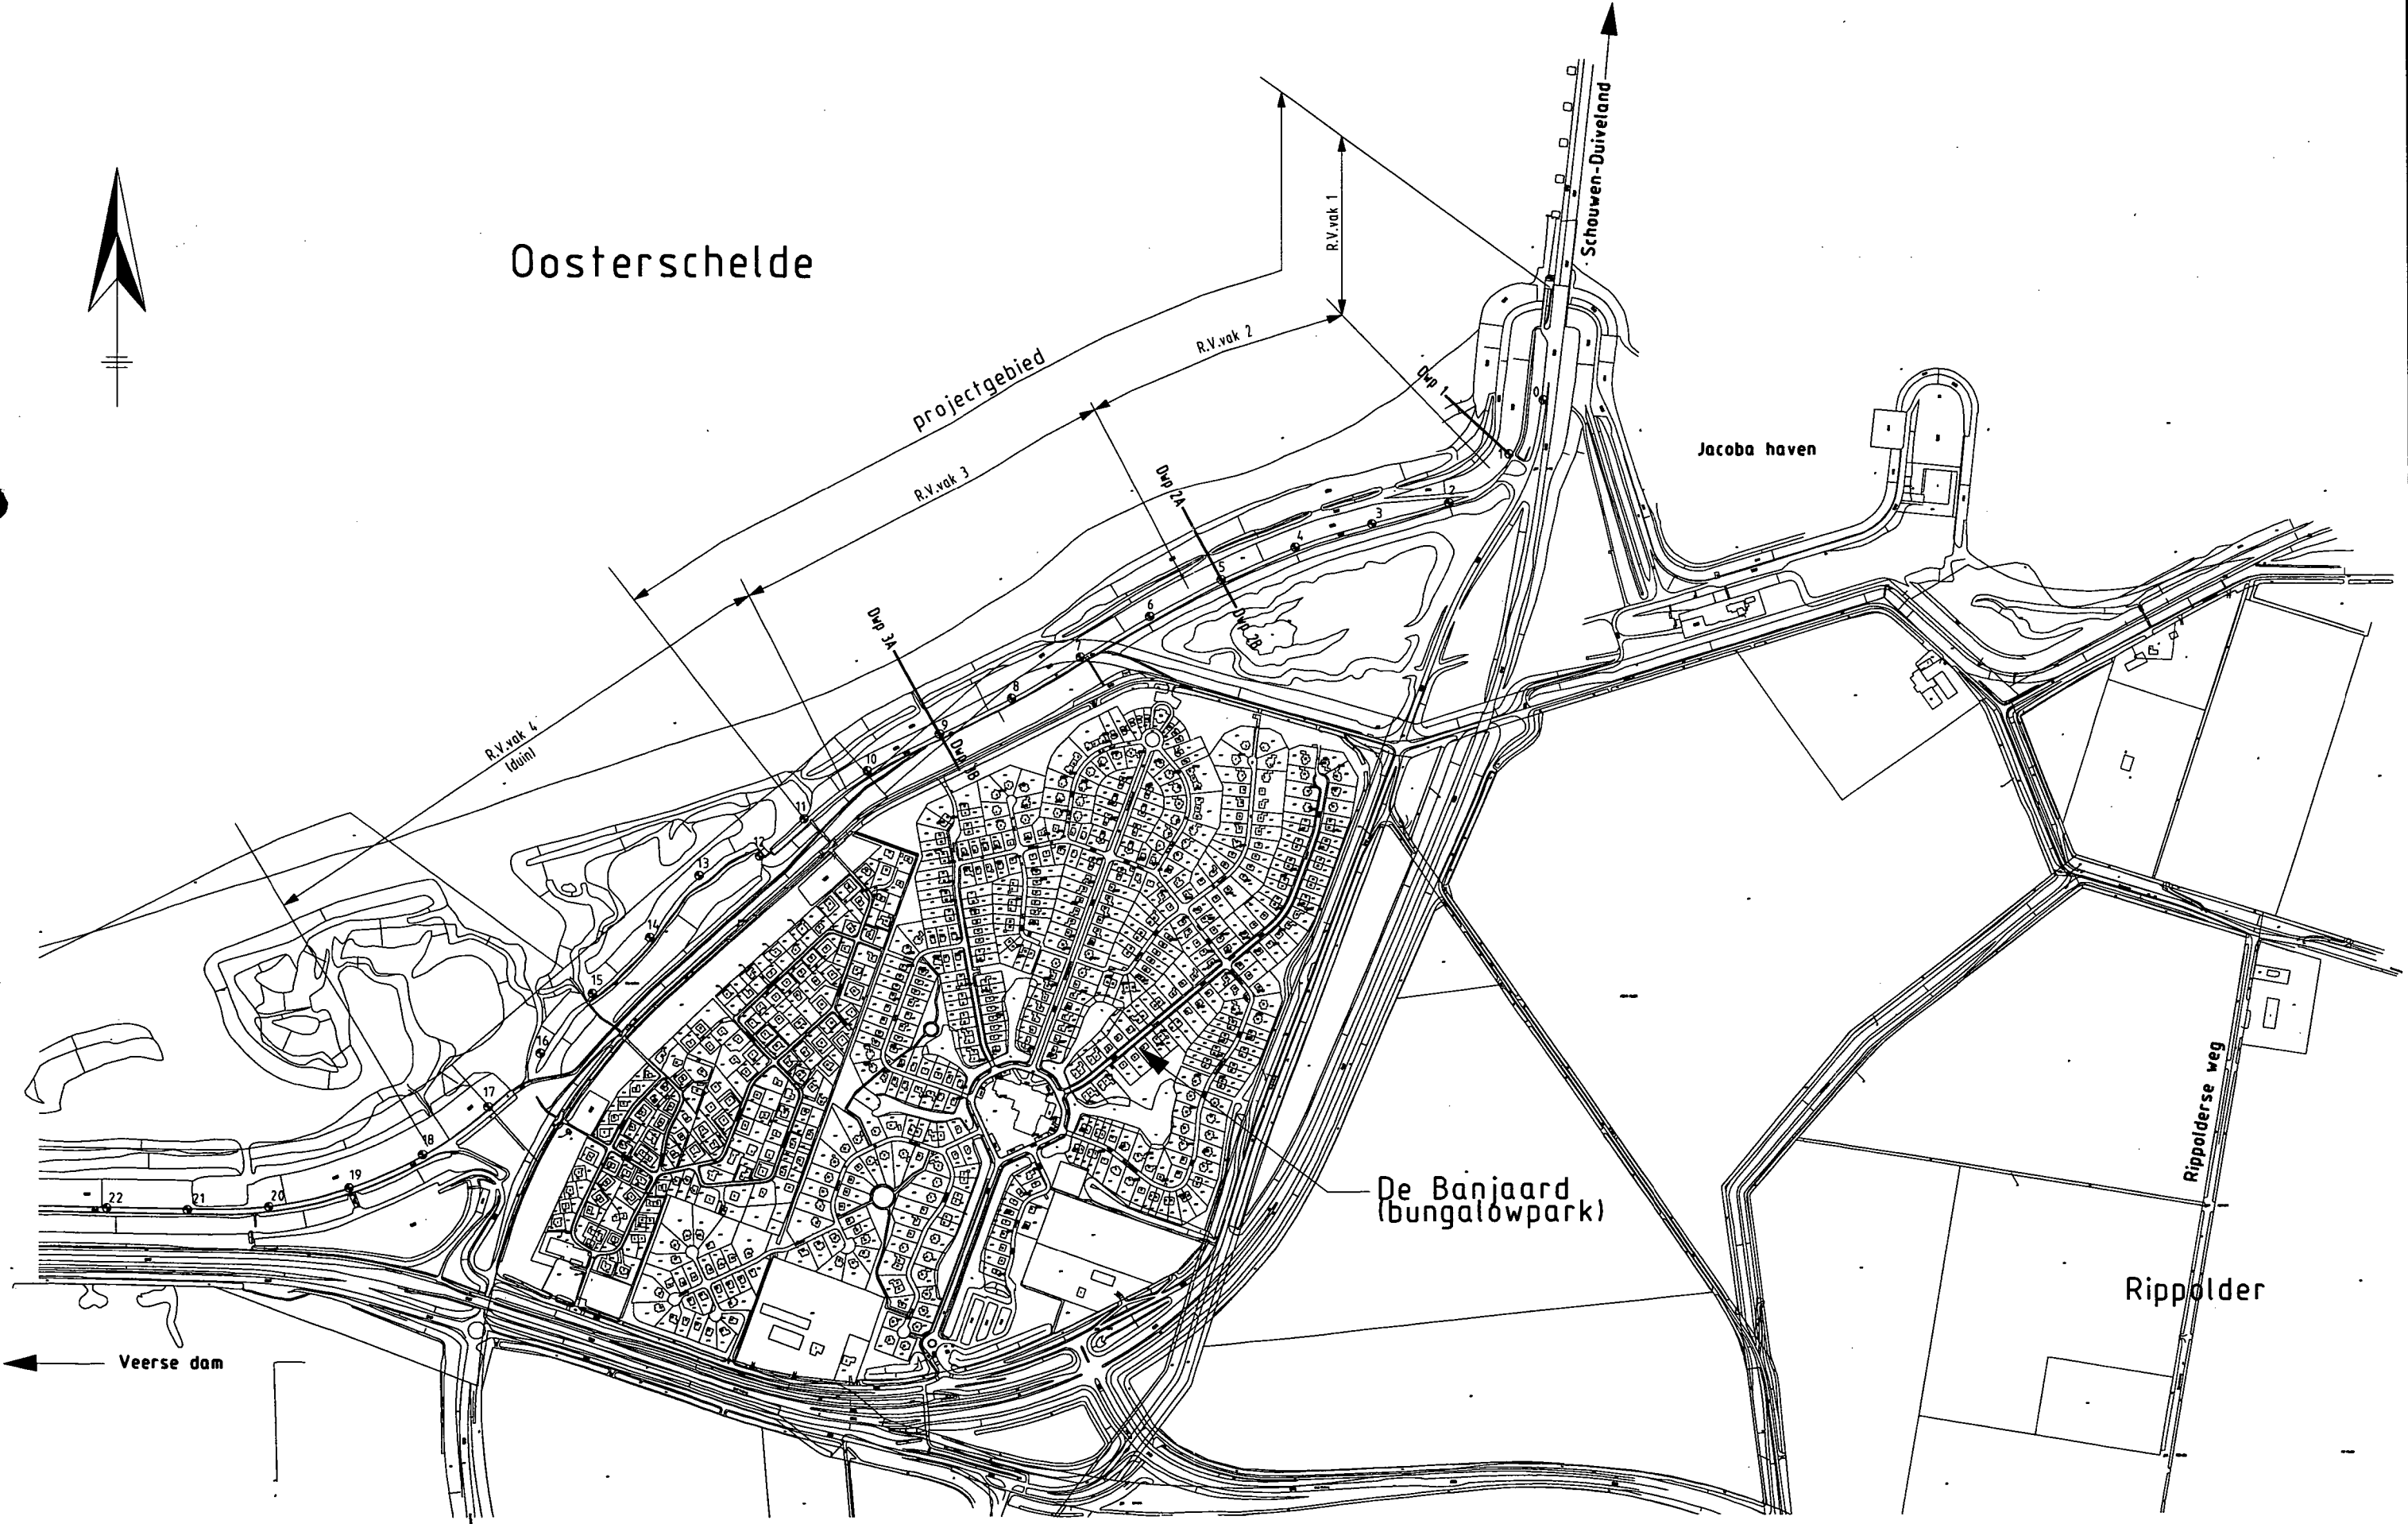 Schouwen-Duiveland
R.V.vak 1
Oosterschelde
R.V.vak 2
projectgebied
Dwp 1
0
Jacoba haven
1
R.V.vak 3
Dwp 2A
2
3
4
5
6
Dwp 2B
7
Dwp 3A
8
9
R.V.vak 4
(duin)
10
11
12
13
14
15
16
17
18
19
20
21
22
Rippolderse weg
De Banjaard
(bungalowpark)
Rippolder
Veerse dam